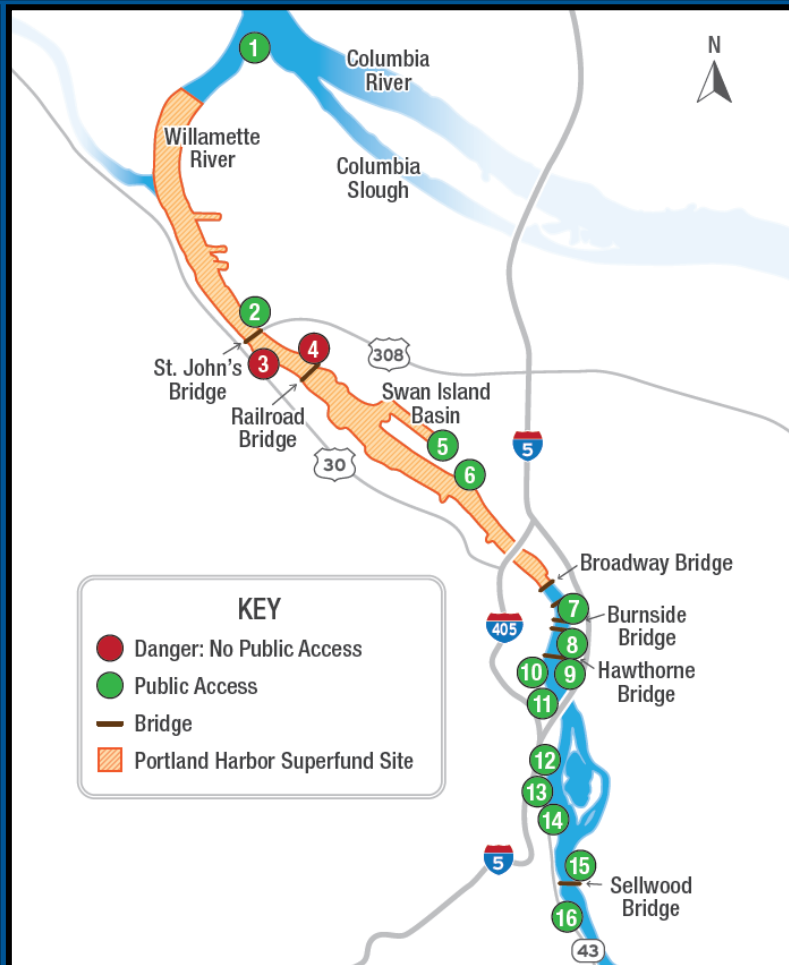 1
N
Columbia
River
Willamette
River
Columbia
Slough
2
St. John's
Bridge
3
4
308
Railroad
Bridge
Swan Island
Basin
5
6
5
30
Broadway Bridge
7
Burnside
Bridge
405
8
Hawthorne
Bridge
10
9
11
12
13
14
5
15
Sellwood
Bridge
16
43
KEY
Danger: No Public Access
Public Access
Bridge
Portland Harbor Superfund Site